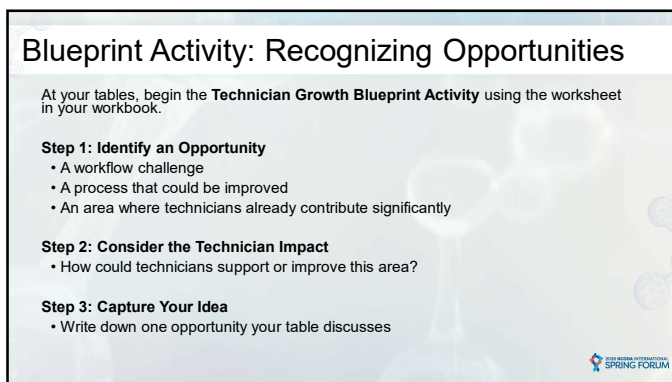 Blueprint Activity: Recognizing Opportunities
At your tables, begin the Technician Growth Blueprint Activity using the worksheet
in your workbook.
Step 1: Identify an Opportunity
• A workflow challenge
• A process that could be improved
• An area where technicians already contribute significantly
Step 2: Consider the Technician Impact
• How could technicians support or improve this area?
Step 3: Capture Your Idea
• Write down one opportunity your table discusses
2026 NCODA INTERNATIONAL
SPRING FORUM